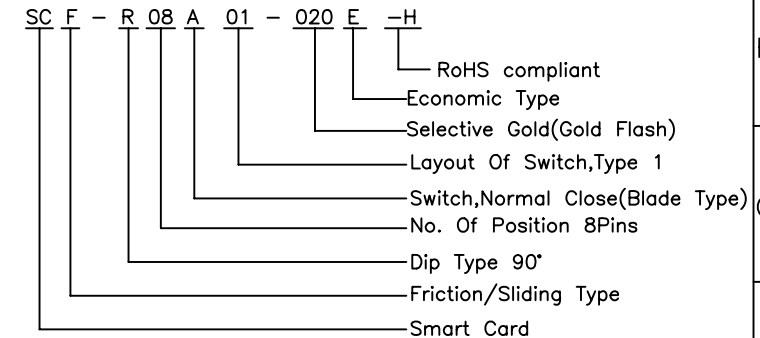 SC F - R 08 A 01 - 020 E -H
RoHS compliant
Economic Type
Selective Gold(Gold Flash)
Layout Of Switch,Type 1
Switch,Normal Close(Blade Type)
No. Of Position 8Pins
Dip Type 90°
Friction/Sliding Type
Smart Card